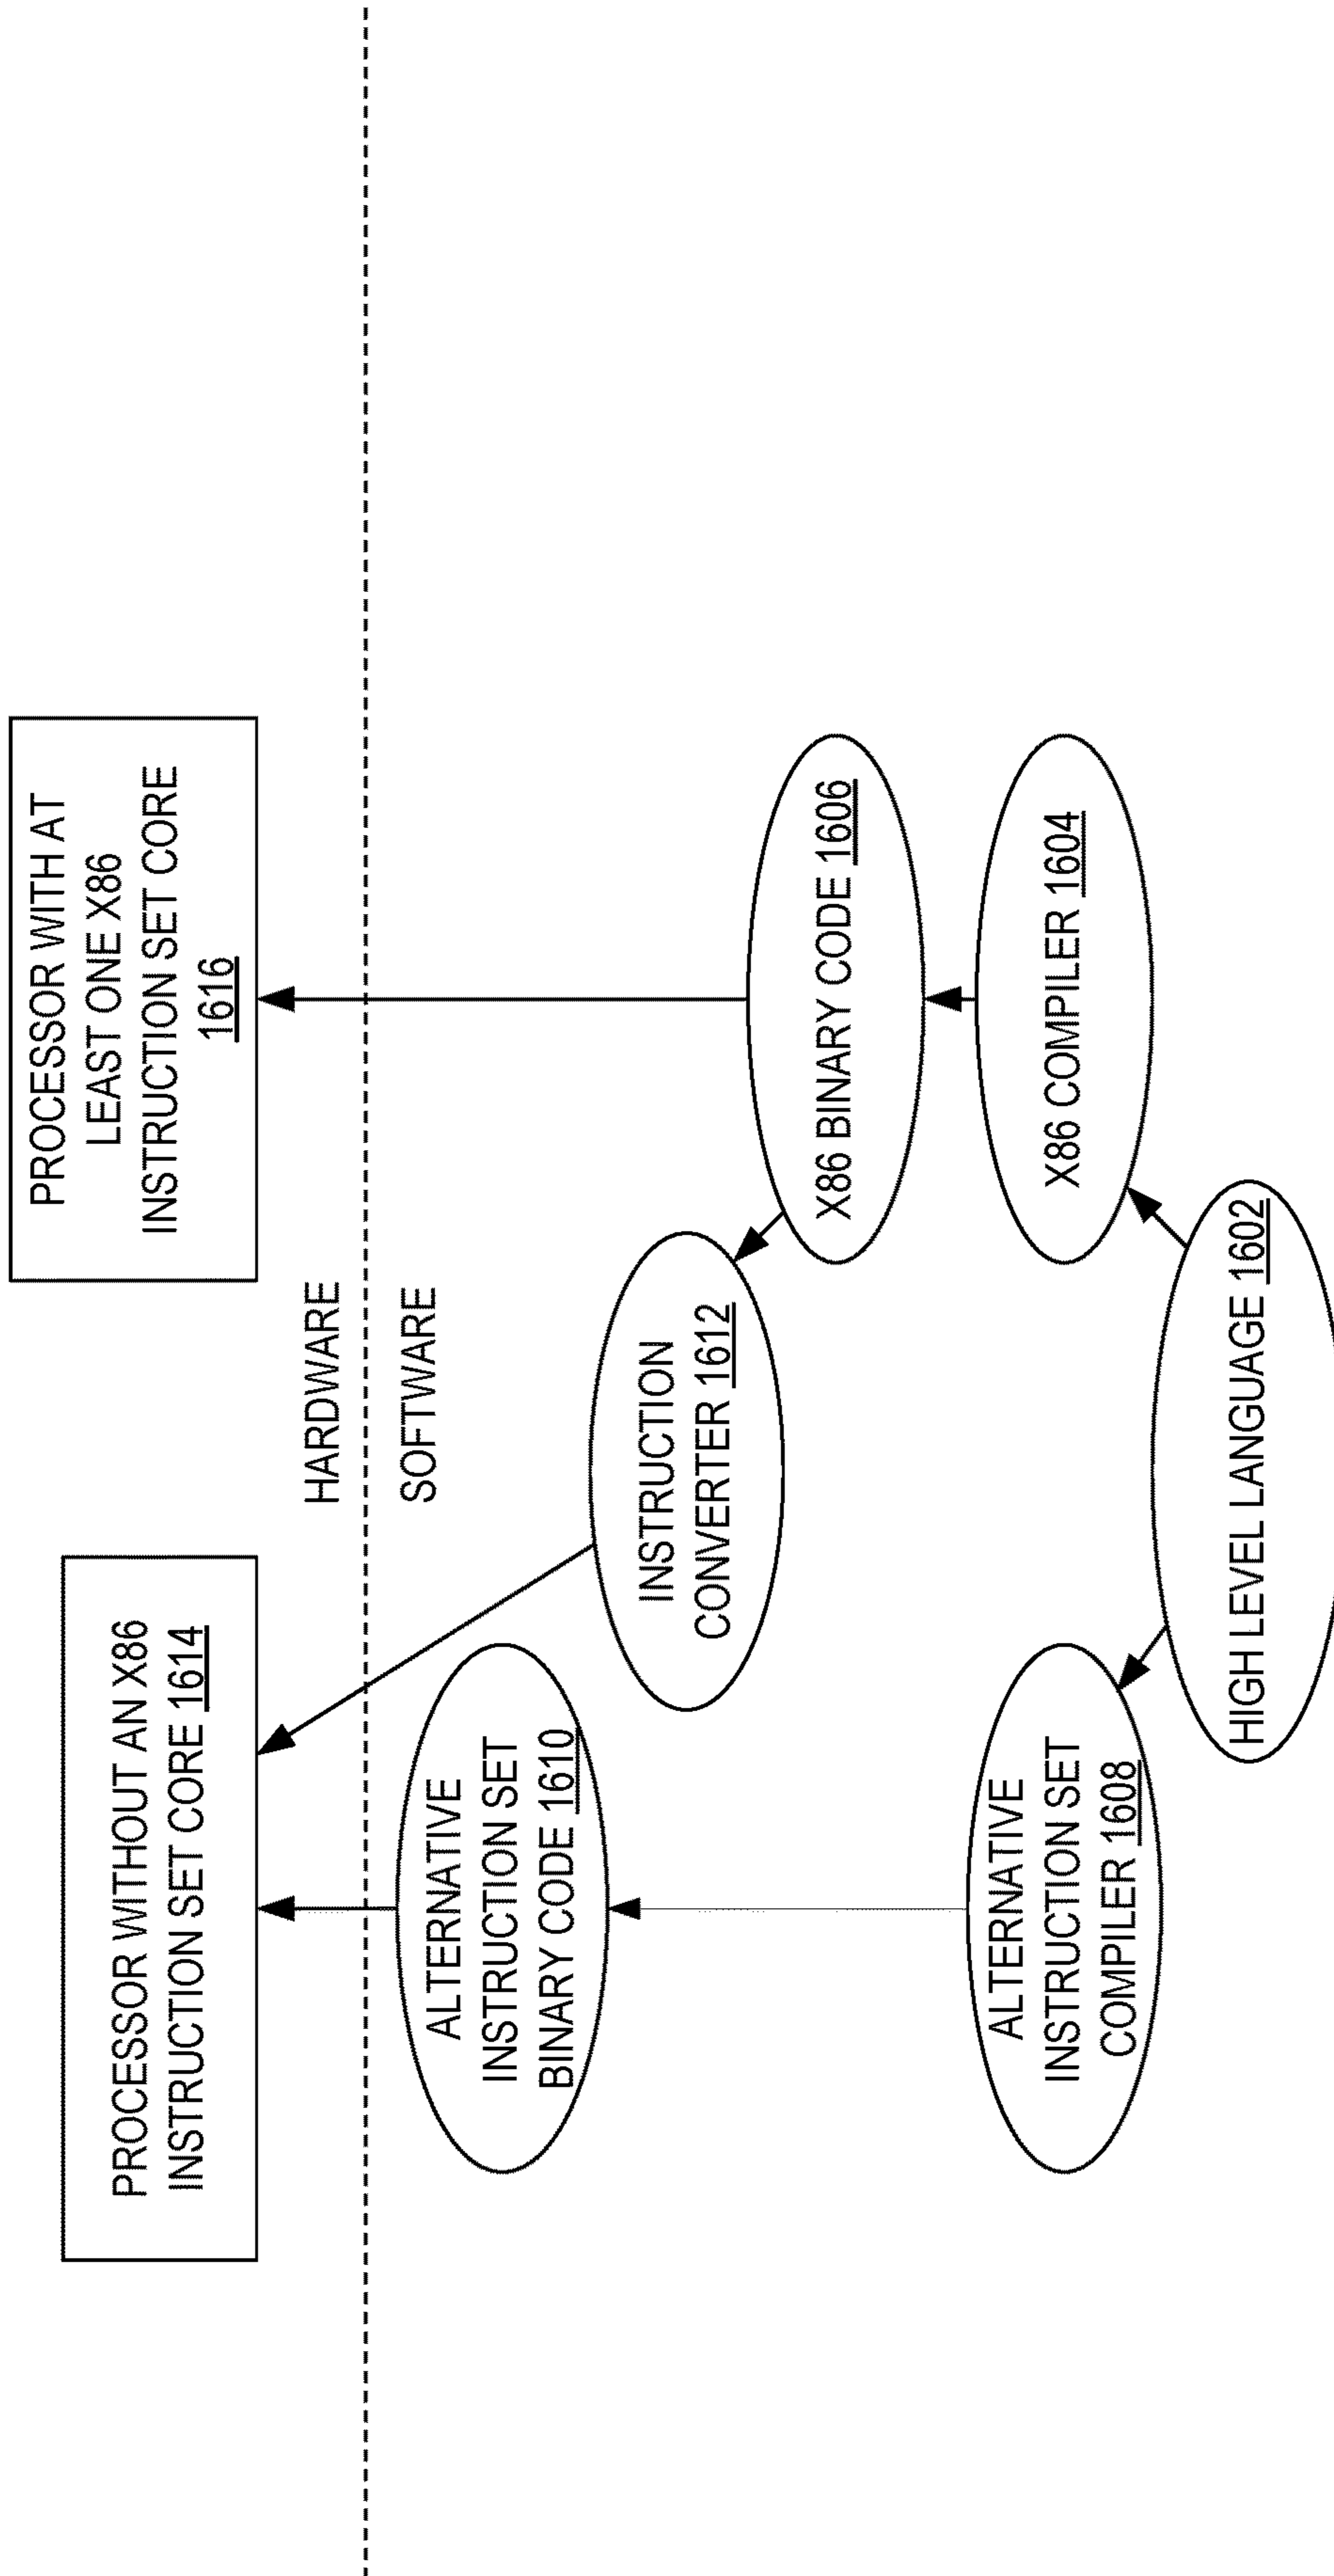 PROCESSOR WITHOUT AN X86
INSTRUCTION SET CORE 1614
PROCESSOR WITH AT
LEAST ONE X86
INSTRUCTION SET CORE
1616
HARDWARE
SOFTWARE
ALTERNATIVE
INSTRUCTION SET
BINARY CODE 1610
INSTRUCTION
CONVERTER 1612
X86 BINARY CODE 1606
ALTERNATIVE
INSTRUCTION SET
COMPILER 1608
X86 COMPILER 1604
HIGH LEVEL LANGUAGE 1602